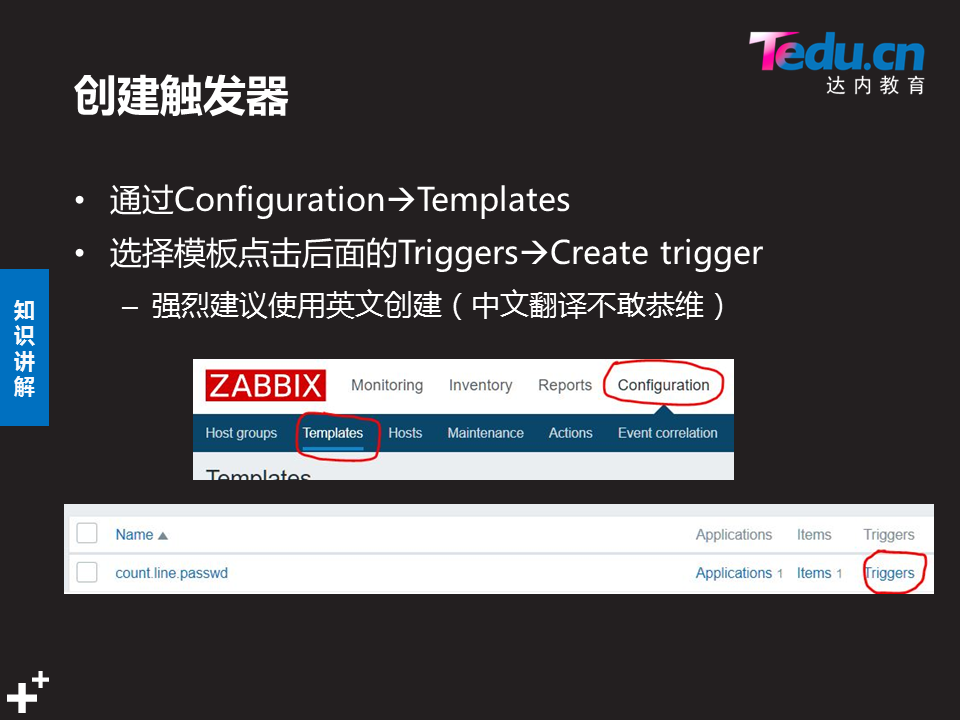 Tedu.cn
达内教育
创建触发器
• 通过Configuration→Templates
• 选择模板点击后面的Triggers→Create trigger
– 强烈建议使用英文创建（中文翻译不敢恭维）
知识讲解
ZABBIX Monitoring Inventory Reports Configuration
Host groups Templates Hosts Maintenance Actions Event correlation
Templates
Name ▲ Applications Items Triggers
count.line.passwd Applications 1 Items 1 Triggers